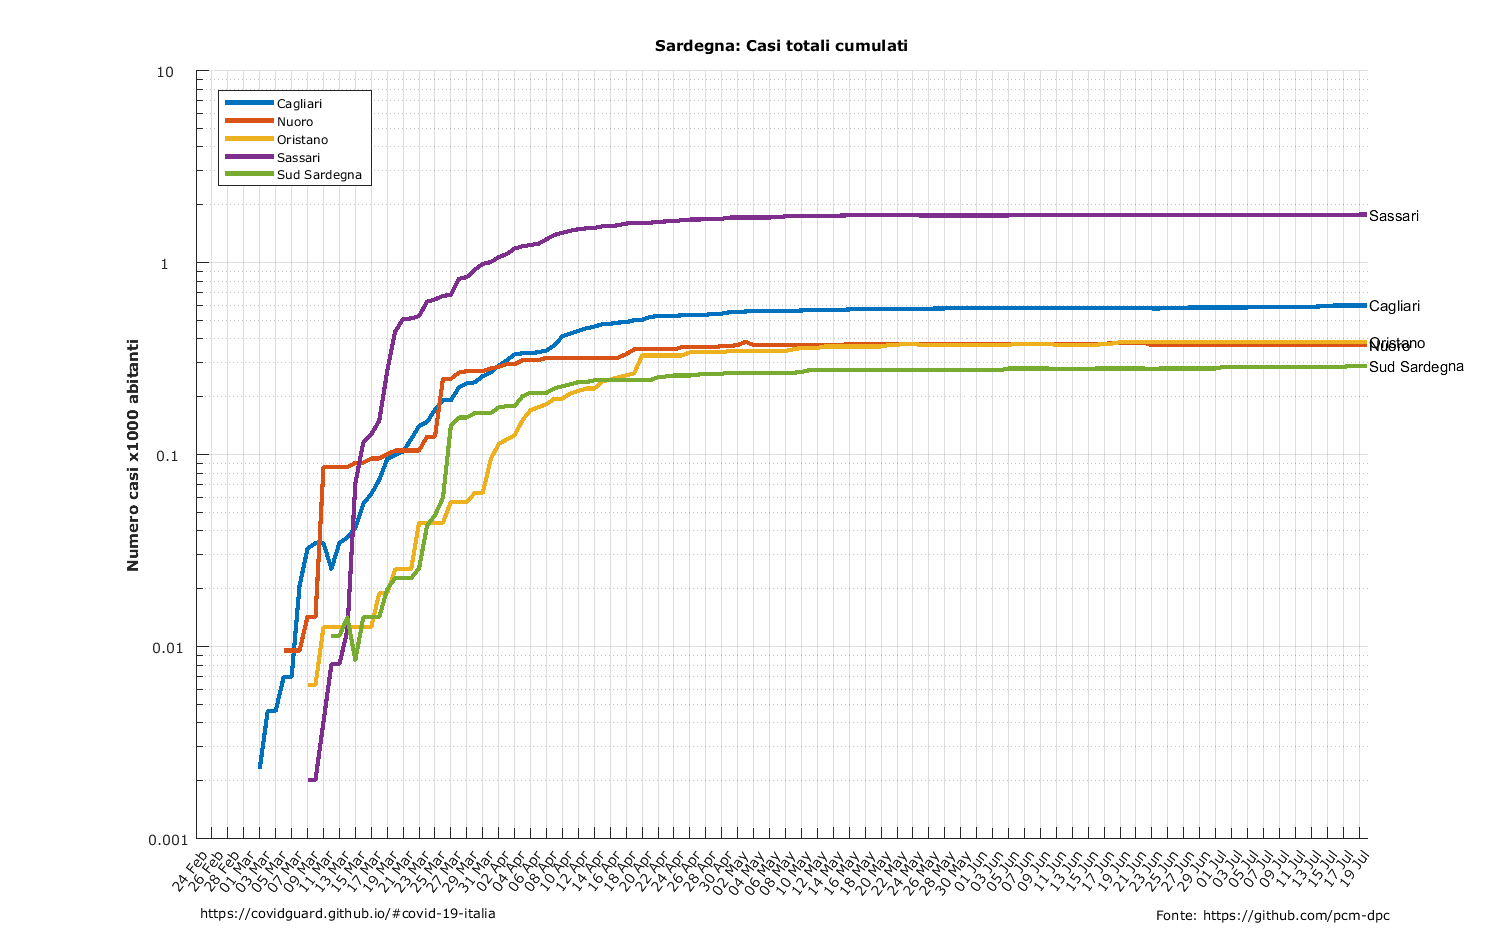 Sardegna: Casi totali cumulati
10
1
0.1
0.01
0.001
Numero casi x1000 abitanti
Cagliari
Nuoro
Oristano
Sassari
Sud Sardegna
Sassari
Cagliari
Oristano
Nuoro
Sud Sardegna
24 Feb
26 Feb
28 Feb
01 Mar
03 Mar
05 Mar
07 Mar
09 Mar
11 Mar
13 Mar
15 Mar
17 Mar
19 Mar
21 Mar
23 Mar
25 Mar
27 Mar
29 Mar
31 Mar
02 Apr
04 Apr
06 Apr
08 Apr
10 Apr
12 Apr
14 Apr
16 Apr
18 Apr
20 Apr
22 Apr
24 Apr
26 Apr
28 Apr
30 Apr
02 May
04 May
06 May
08 May
10 May
12 May
14 May
16 May
18 May
20 May
22 May
24 May
26 May
28 May
30 May
01 Jun
03 Jun
05 Jun
07 Jun
09 Jun
11 Jun
13 Jun
15 Jun
17 Jun
19 Jun
21 Jun
23 Jun
25 Jun
27 Jun
29 Jun
01 Jul
03 Jul
05 Jul
07 Jul
09 Jul
11 Jul
13 Jul
15 Jul
17 Jul
19 Jul
https://covidguard.github.io/#covid-19-italia
Fonte: https://github.com/pcm-dpc